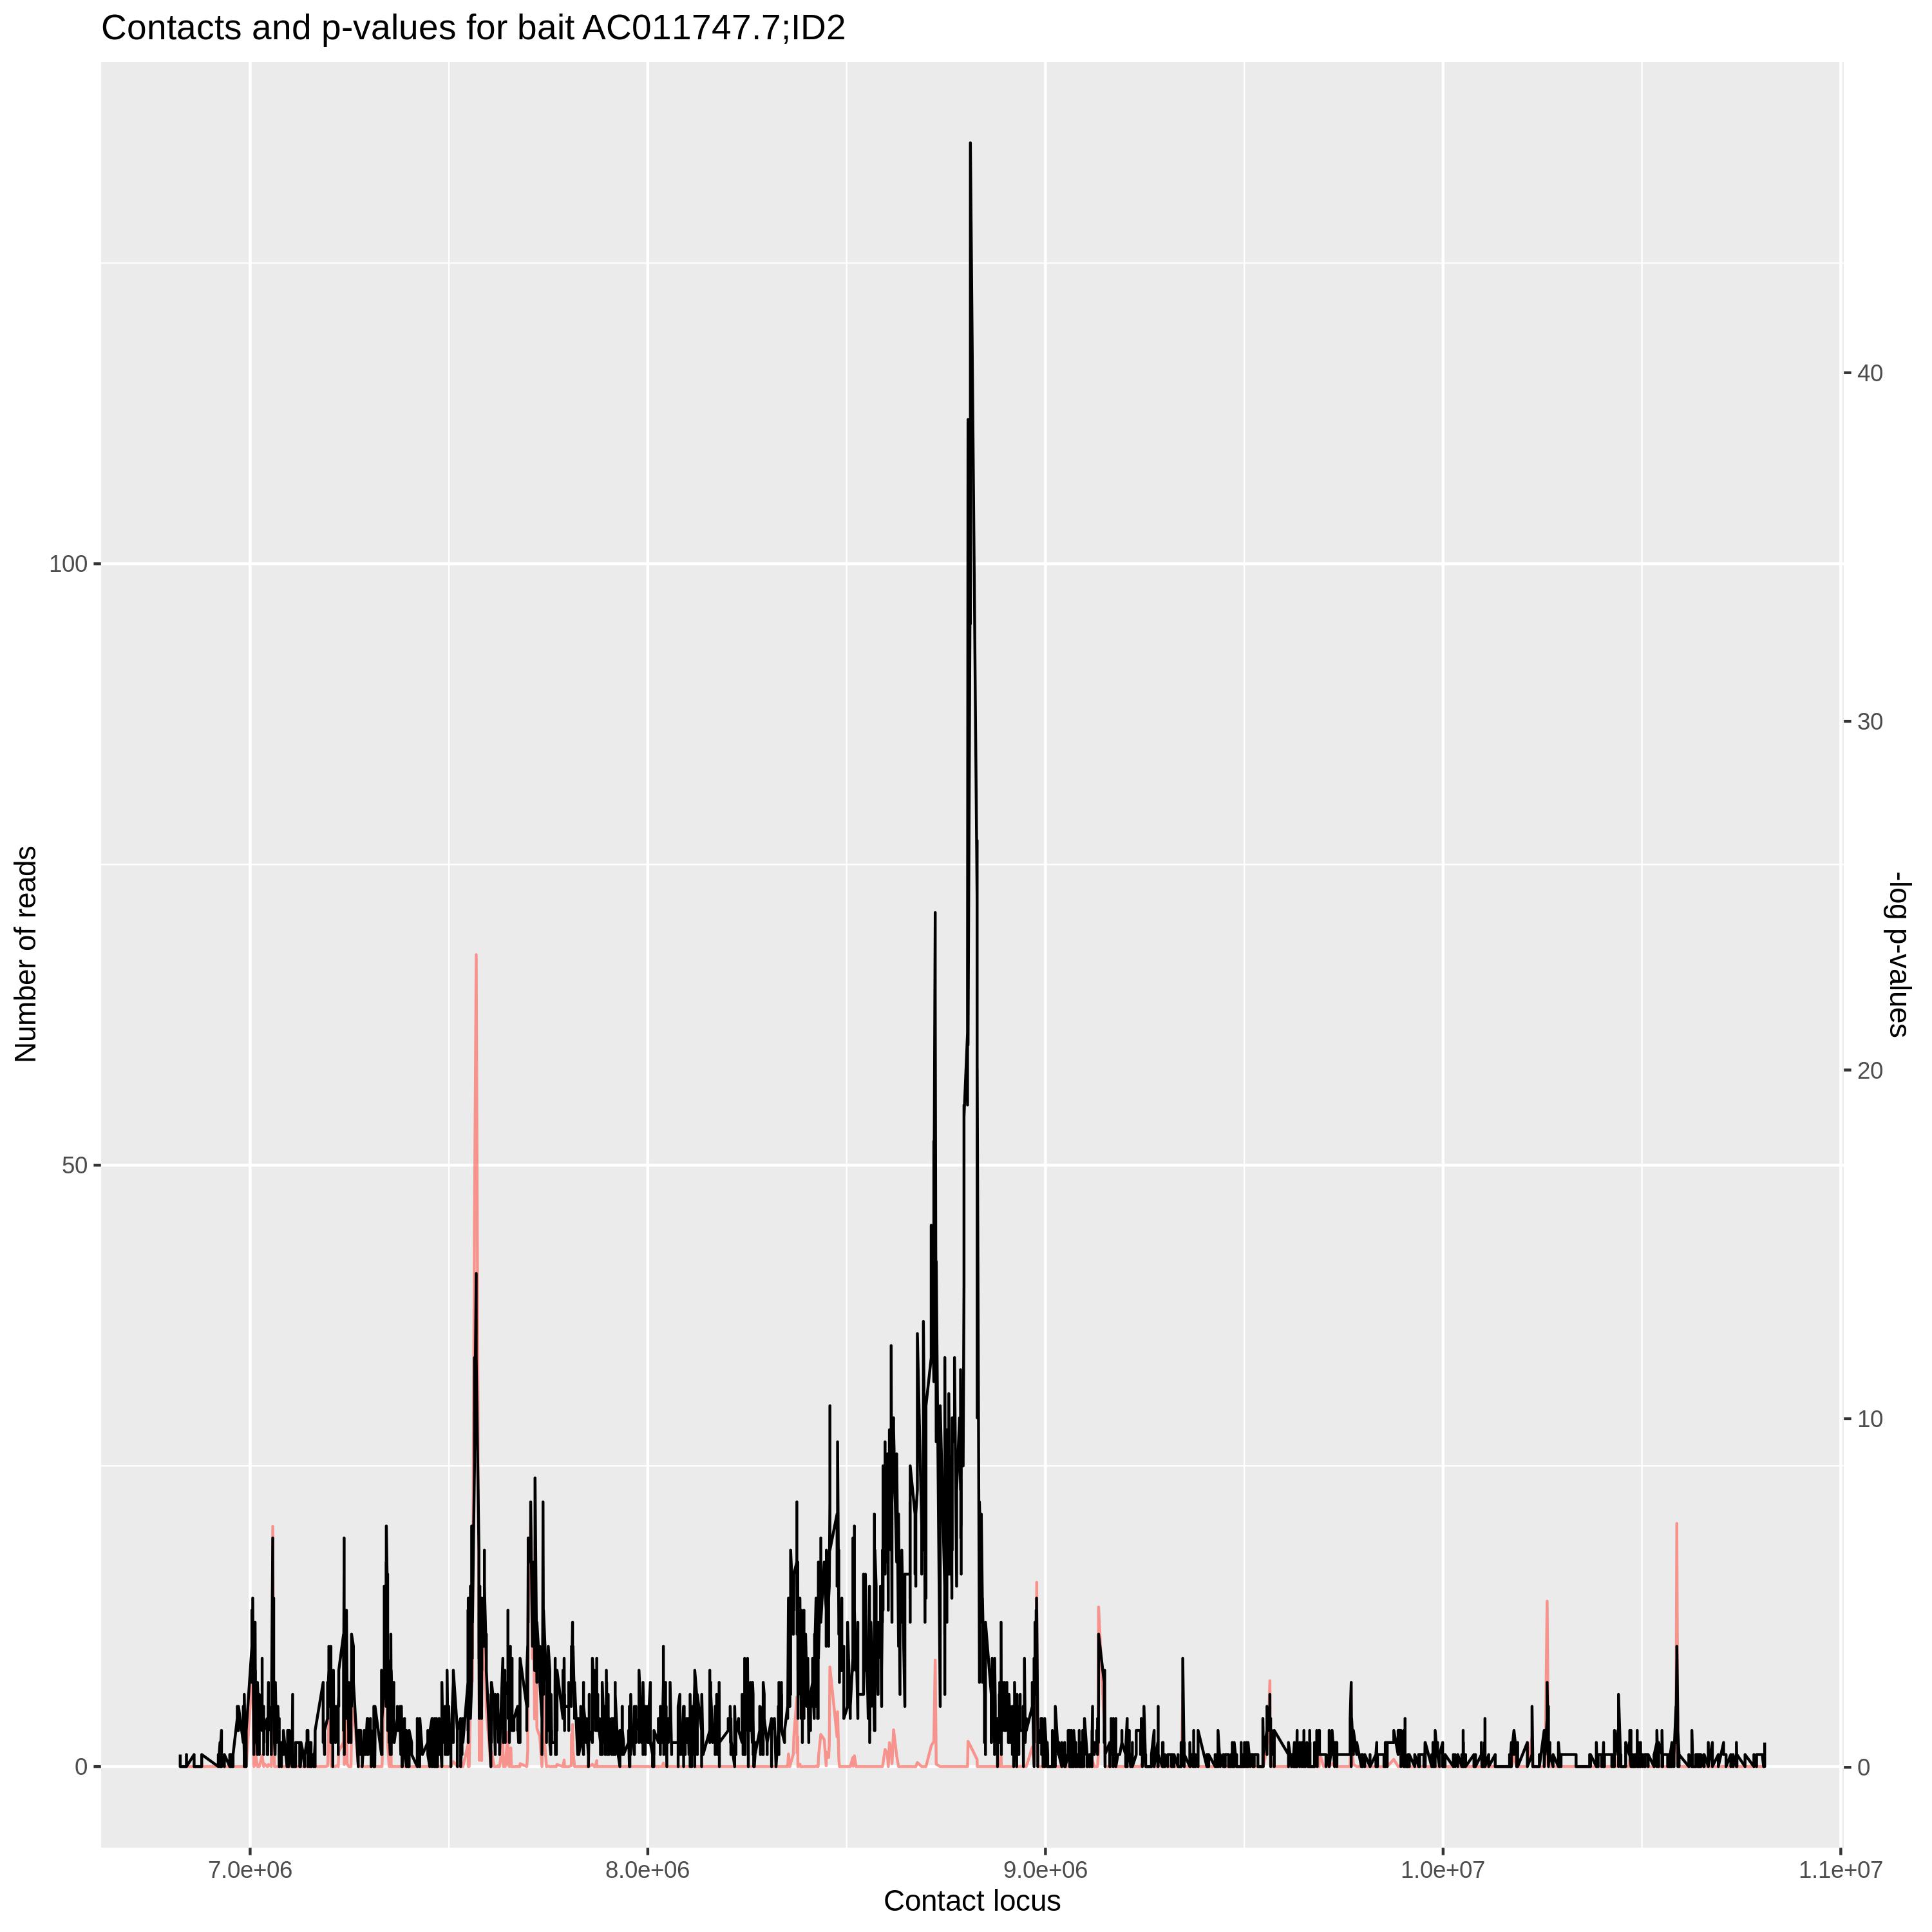 Contacts and p-values for bait AC011747.7;ID2
Number of reads
100
50
0
40
30
20
10
0
-log p-values
7.0e+06
8.0e+06
9.0e+06
1.0e+07
1.1e+07
Contact locus